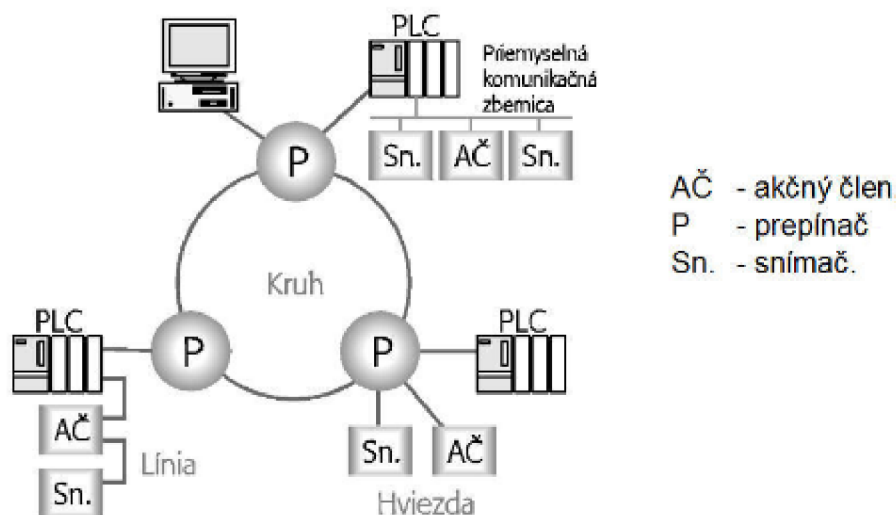 PLC
Priemyselná
komunikačná
zbernica
P
Sn.
AČ
Sn.
AČ - akčný člen
P - prepínač
Sn. - snímač.
Kruh
PLC
P
P
PLC
AČ
Sn.
Línia
Sn.
AČ
Hviezda